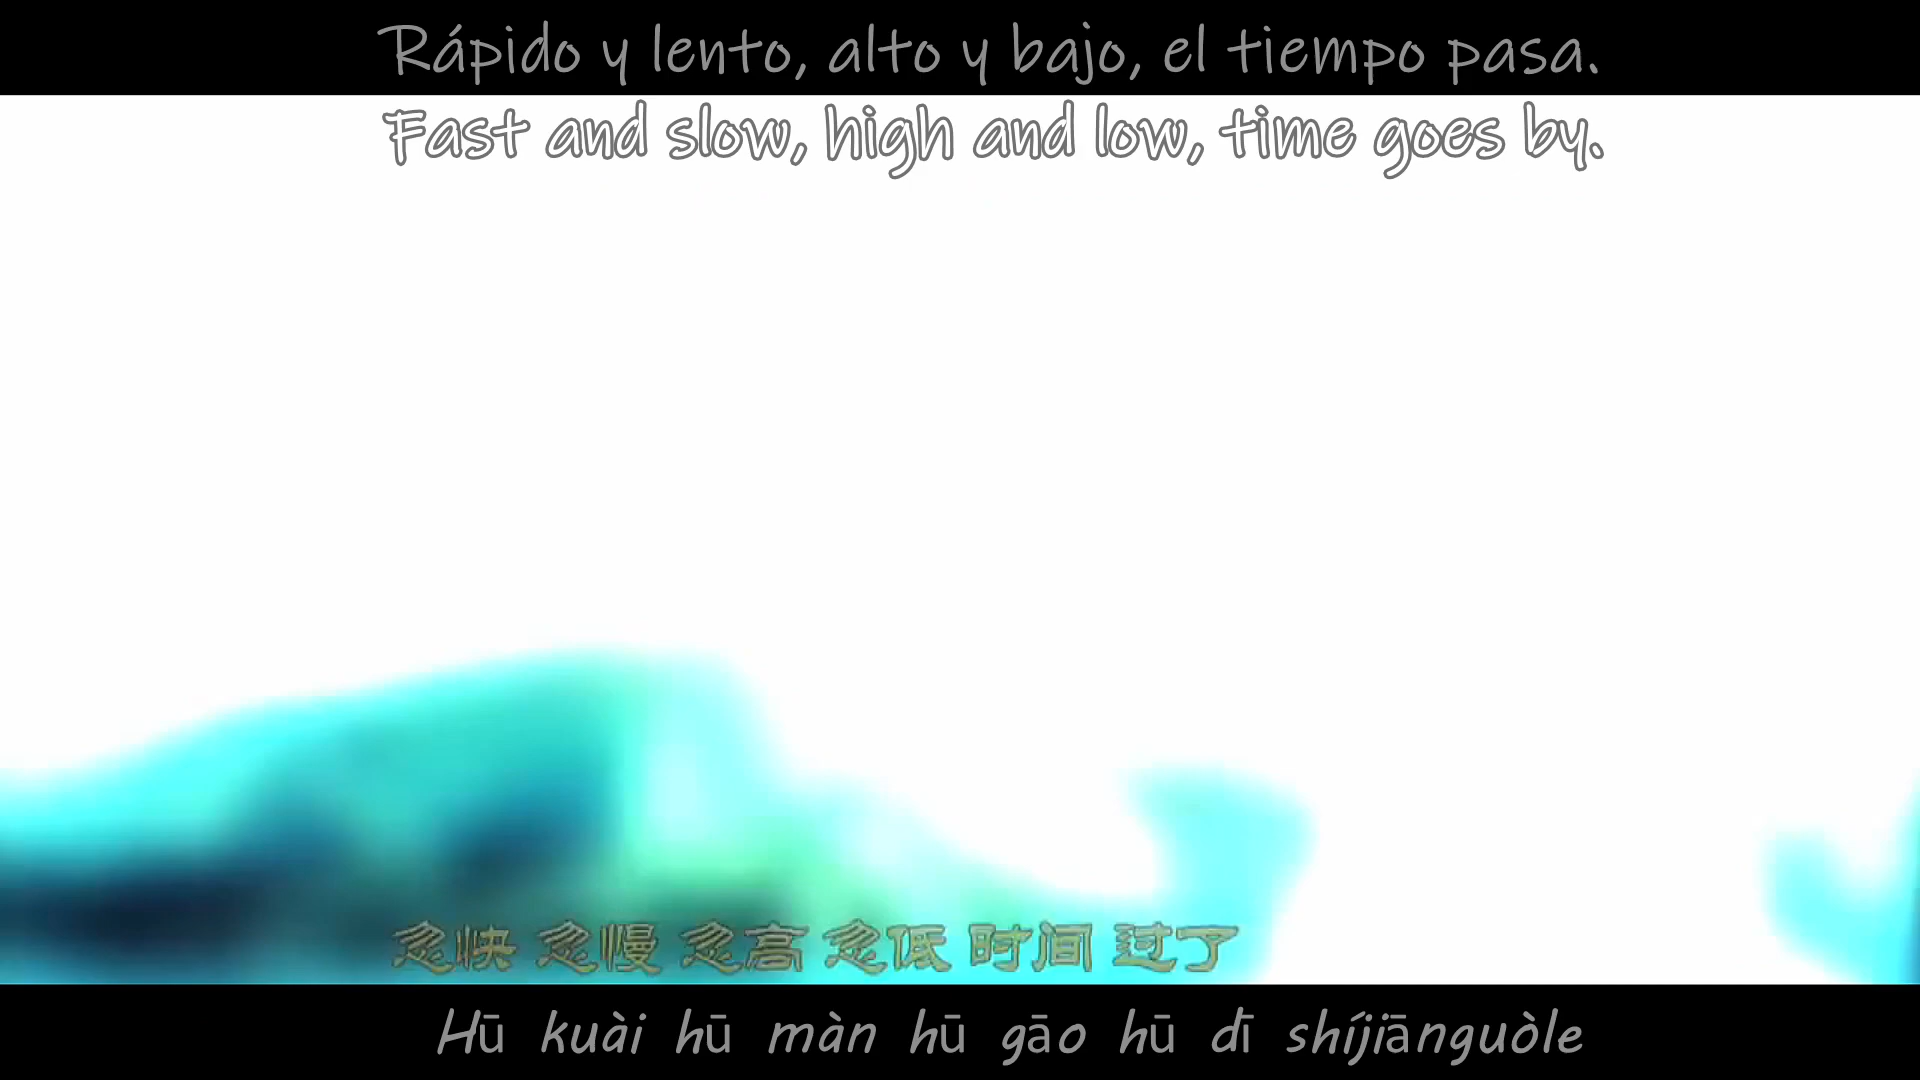 Rápido y lento, alto y bajo, el tiempo pasa.
Fast and slow, high and low, time goes by.
忽快 忽慢 忽高 忽低 时间 过了
Hū kuài hū màn hū gāo hū dī shíjiānguòle